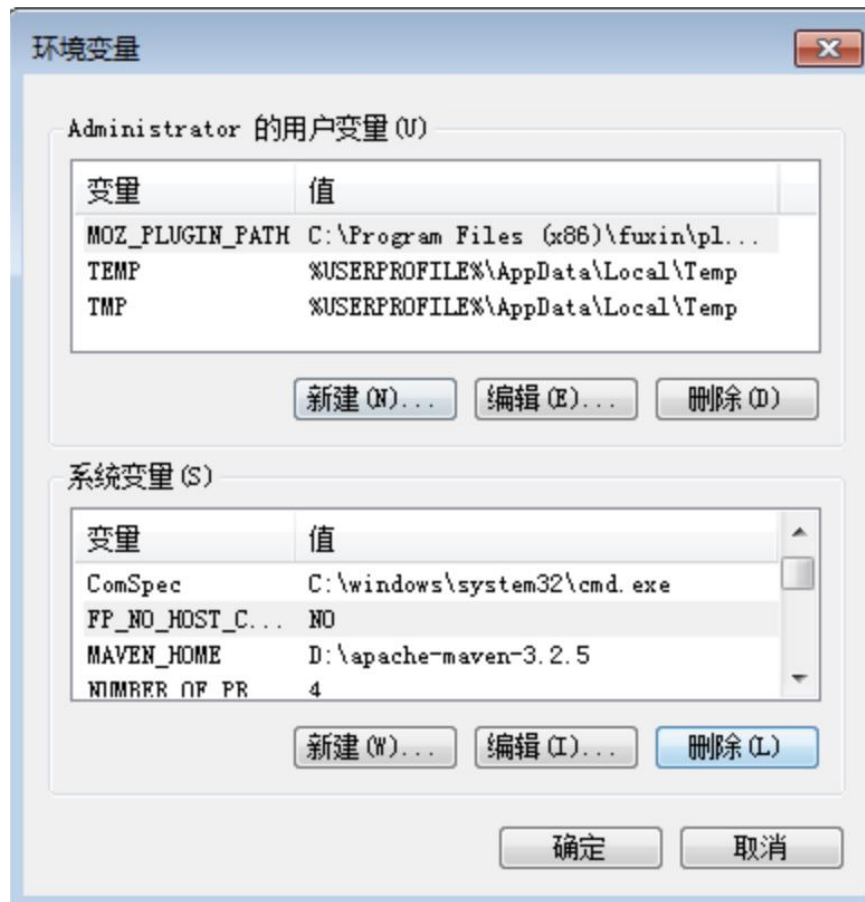 环境变量
Administrator 的用户变量(U)
变量 值
MOZ_PLUGIN_PATH C:\Program Files (x86)\fuxin\pl...
TEMP %USERPROFILE%\AppData\Local\Temp
TMP %USERPROFILE%\AppData\Local\Temp
新建(N)... 编辑(E)... 删除(D)
系统变量(S)
变量 值
ComSpec C:\windows\system32\cmd.exe
FP_NO_HOST_C... NO
MAVEN_HOME D:\apache-maven-3.2.5
NUMBER_OF_PR 4
新建(W)... 编辑(I)... 删除(L)
确定 取消